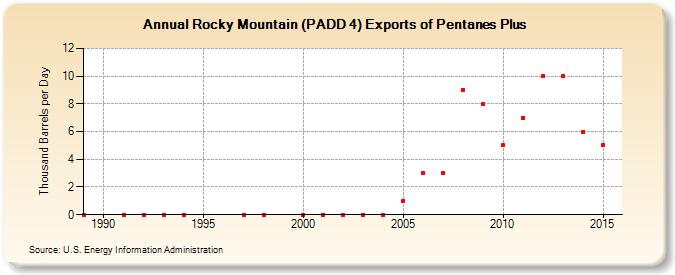 Annual Rocky Mountain (PADD 4) Exports of Pentanes Plus
Thousand Barrels per Day
12
10
8
6
4
2
0
1990 1995 2000 2005 2010 2015
Source: U.S. Energy Information Administration